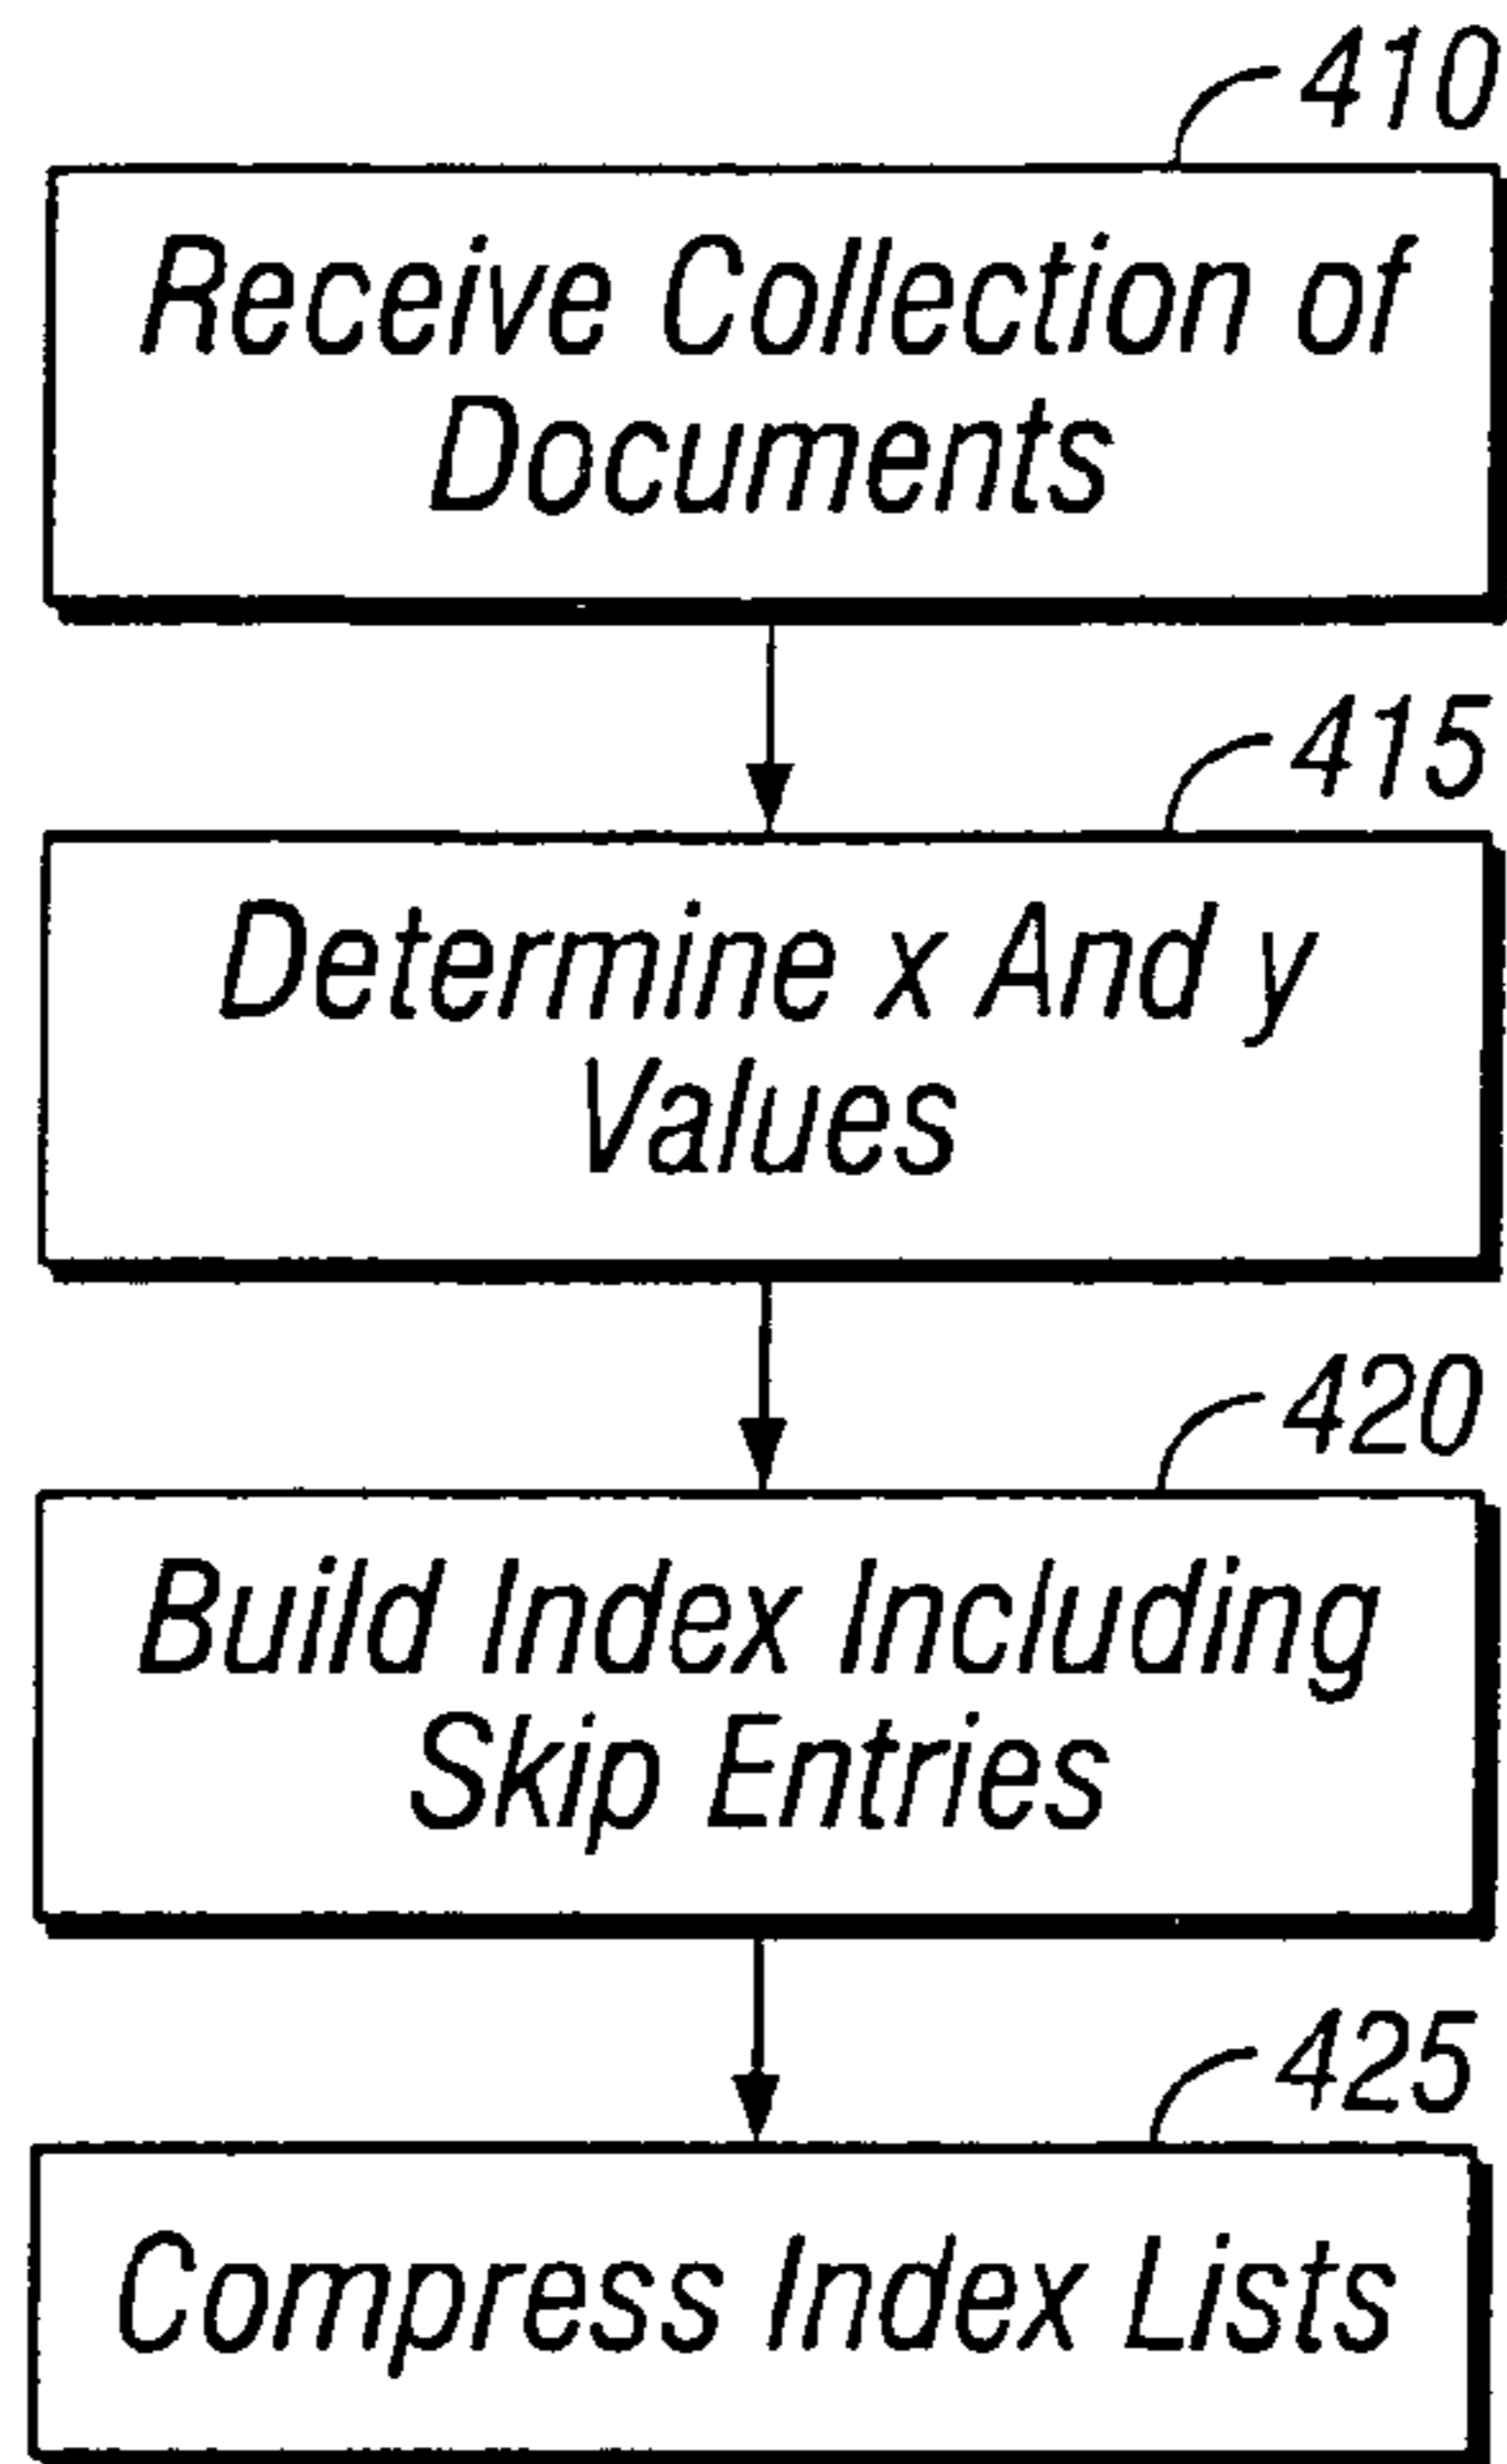 410
Receive Collection of
Documents
415
Determine x And y
Values
420
Build Index Including
Skip Entries
425
Compress Index Lists